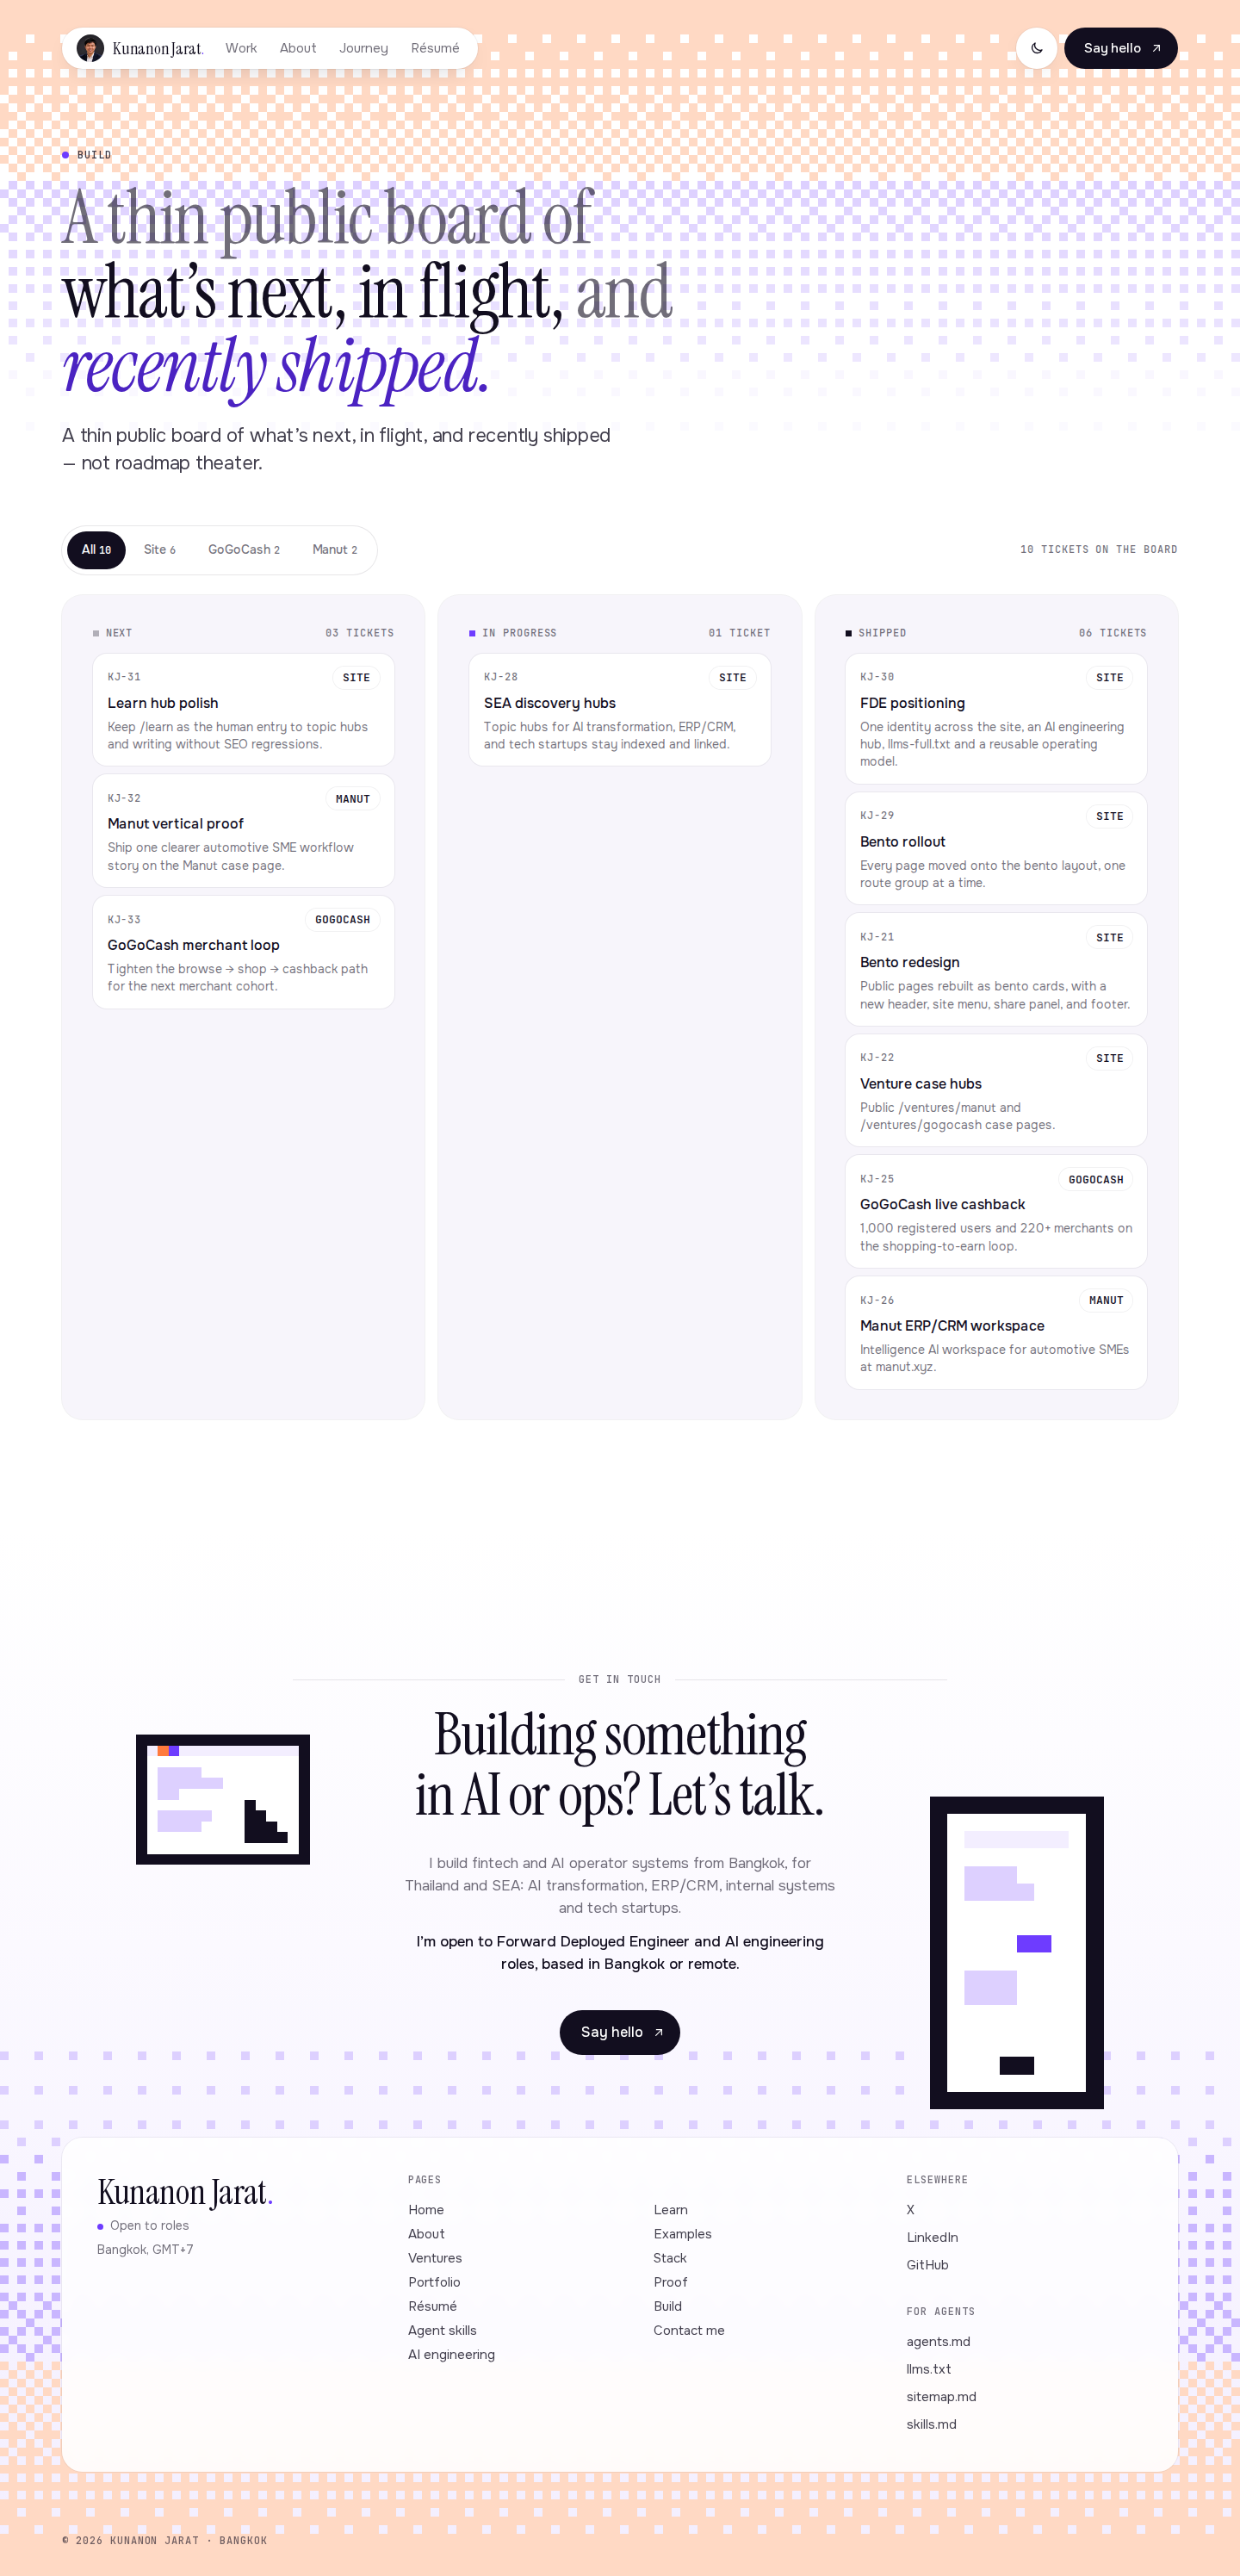 Kunanon Jarat. Work About Journey Résumé
Say hello ↗
BUILD
A thin public board of
what's next, in flight, and
recently shipped.
A thin public board of what's next, in flight, and recently shipped
— not roadmap theater.
All 10 Site 6 GoGoCash 2 Manut 2
10 TICKETS ON THE BOARD
NEXT 03 TICKETS
KJ-31 SITE
Learn hub polish
Keep /learn as the human entry to topic hubs
and writing without SEO regressions.
KJ-32 MANUT
Manut vertical proof
Ship one clearer automotive SME workflow
story on the Manut case page.
KJ-33 GOGOCASH
GoGoCash merchant loop
Tighten the browse → shop → cashback path
for the next merchant cohort.
IN PROGRESS 01 TICKET
KJ-28 SITE
SEA discovery hubs
Topic hubs for AI transformation, ERP/CRM,
and tech startups stay indexed and linked.
SHIPPED 06 TICKETS
KJ-30 SITE
FDE positioning
One identity across the site, an AI engineering
hub, llms-full.txt and a reusable operating
model.
KJ-29 SITE
Bento rollout
Every page moved onto the bento layout, one
route group at a time.
KJ-21 SITE
Bento redesign
Public pages rebuilt as bento cards, with a
new header, site menu, share panel, and footer.
KJ-22 SITE
Venture case hubs
Public /ventures/manut and
/ventures/gogocash case pages.
KJ-25 GOGOCASH
GoGoCash live cashback
1,000 registered users and 220+ merchants on
the shopping-to-earn loop.
KJ-26 MANUT
Manut ERP/CRM workspace
Intelligence AI workspace for automotive SMEs
at manut.xyz.
GET IN TOUCH
Building something
in AI or ops? Let's talk.
I build fintech and AI operator systems from Bangkok, for
Thailand and SEA: AI transformation, ERP/CRM, internal systems
and tech startups.
I'm open to Forward Deployed Engineer and AI engineering
roles, based in Bangkok or remote.
Say hello ↗
Kunanon Jarat.
Open to roles
Bangkok, GMT+7
PAGES
Home
About
Ventures
Portfolio
Résumé
Agent skills
AI engineering
Learn
Examples
Stack
Proof
Build
Contact me
ELSEWHERE
X
LinkedIn
GitHub
FOR AGENTS
agents.md
llms.txt
sitemap.md
skills.md
© 2026 KUNANON JARAT · BANGKOK